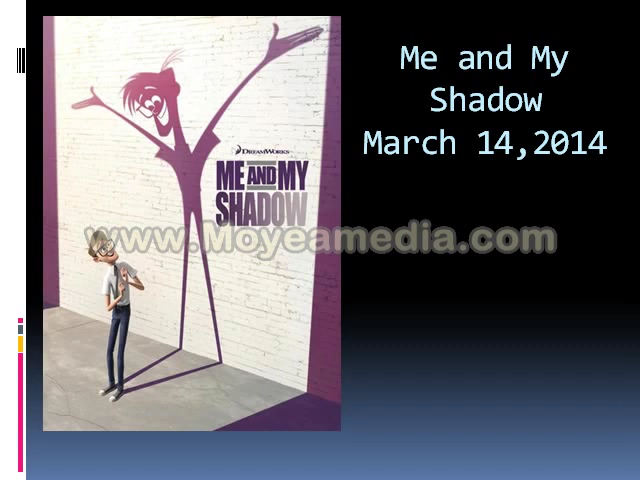 Me and My
Shadow
March 14,2014
DREAMWORKS
ME AND MY
SHADOW
www.Moyeamedia.com